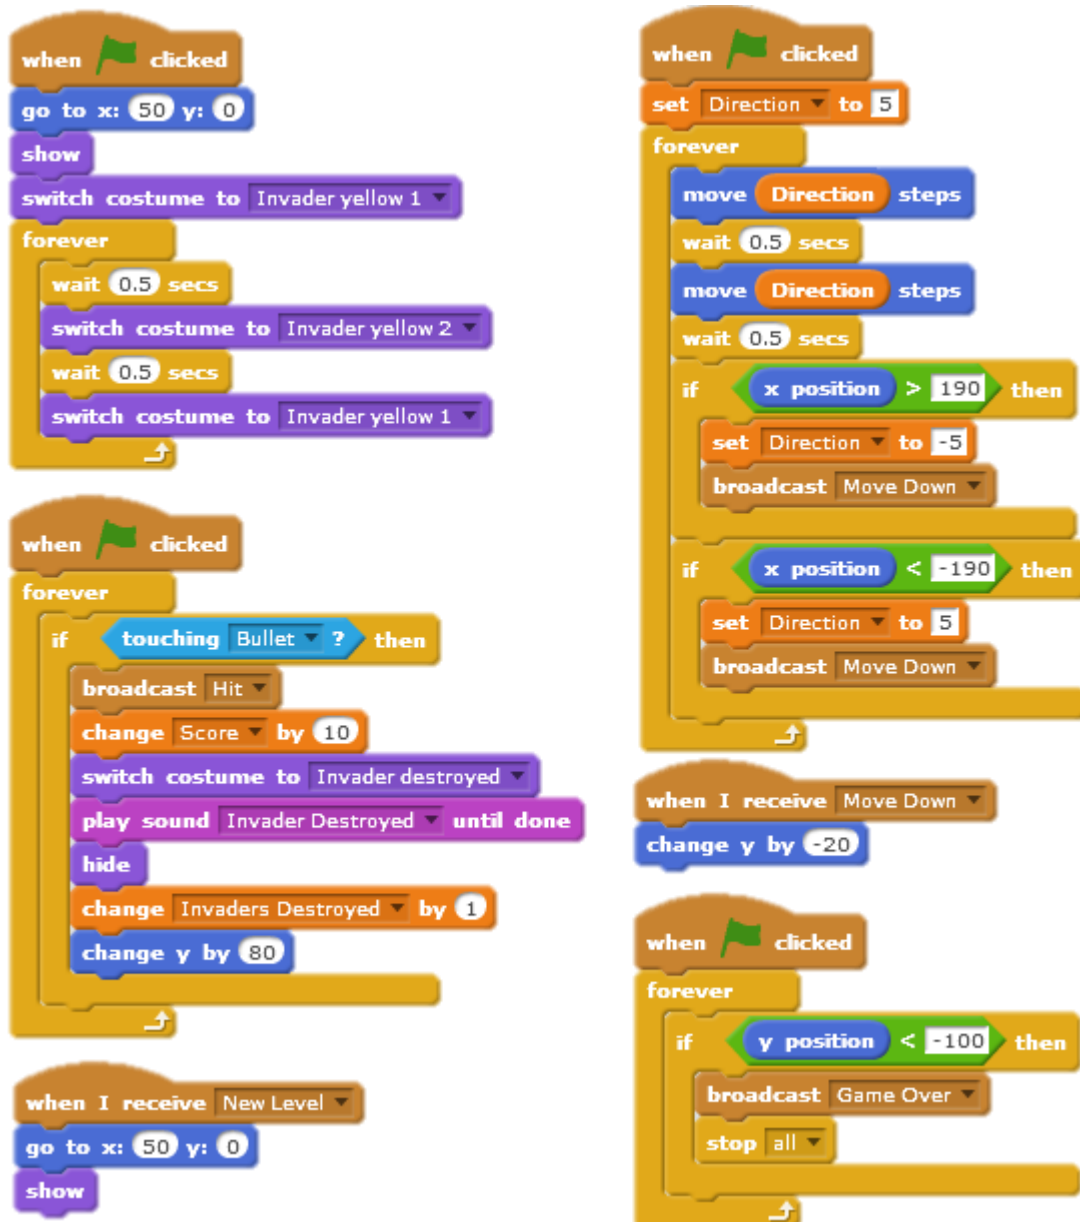 when clicked
go to x: 50 y: 0
show
switch costume to Invader yellow 1
forever
wait 0.5 secs
switch costume to Invader yellow 2
wait 0.5 secs
switch costume to Invader yellow 1
when clicked
forever
if touching Bullet ? then
broadcast Hit
change Score by 10
switch costume to Invader destroyed
play sound Invader Destroyed until done
hide
change Invaders Destroyed by 1
change y by 80
when I receive New Level
go to x: 50 y: 0
show
when clicked
set Direction to 5
forever
move Direction steps
wait 0.5 secs
move Direction steps
wait 0.5 secs
if x position > 190 then
set Direction to -5
broadcast Move Down
if x position < -190 then
set Direction to 5
broadcast Move Down
when I receive Move Down
change y by -20
when clicked
forever
if y position < -100 then
broadcast Game Over
stop all